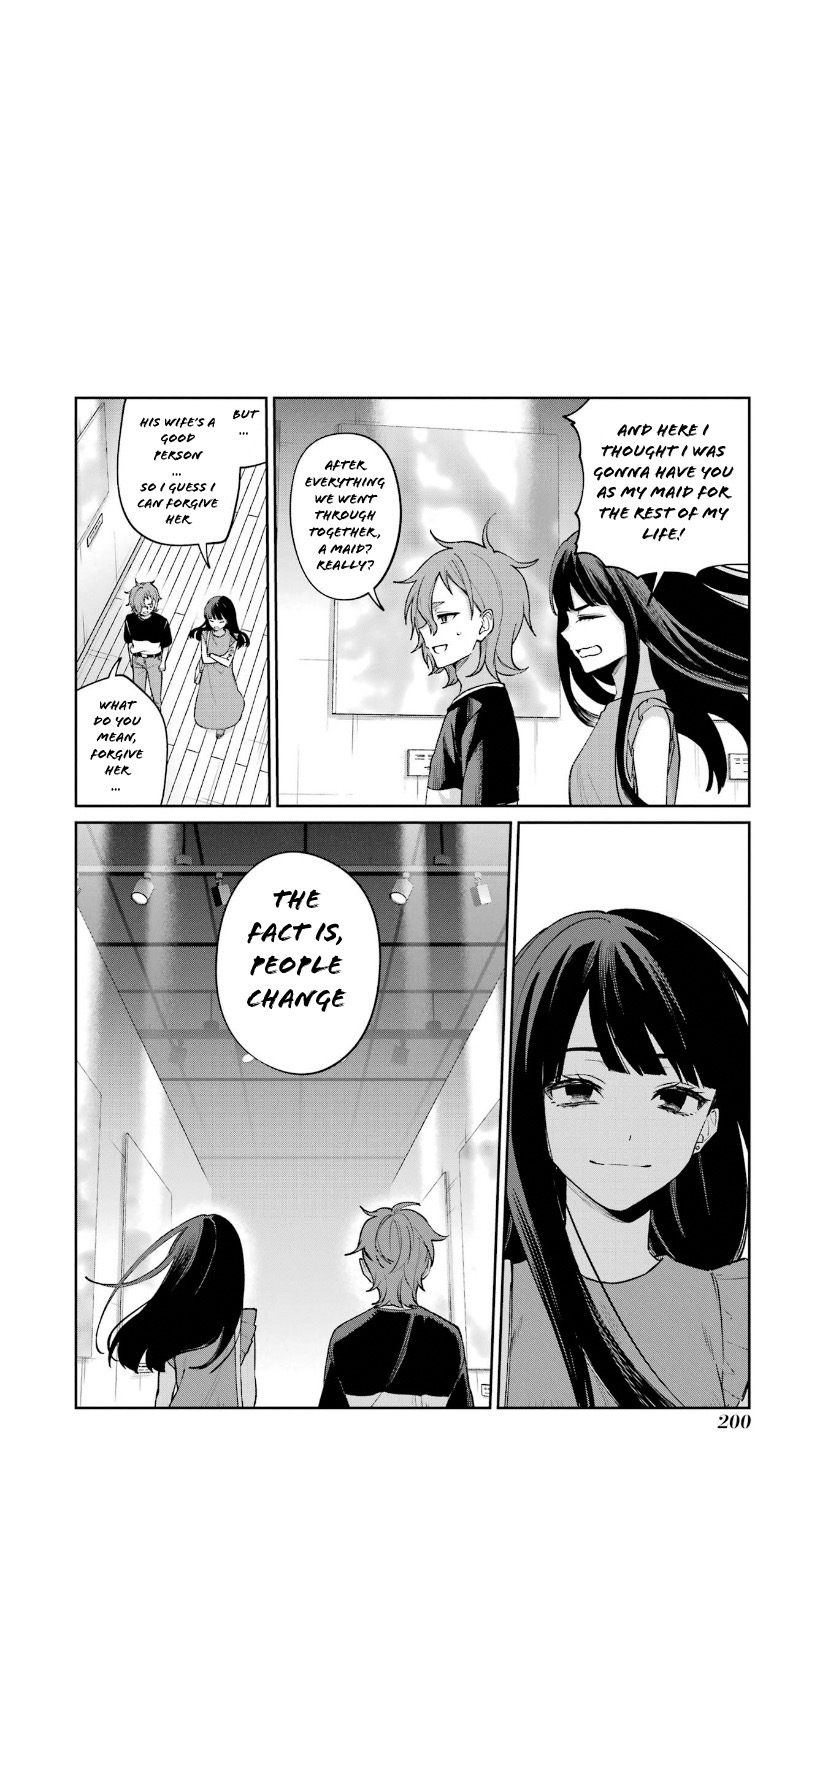 AND HERE I
THOUGHT I WAS
GONNA HAVE YOU
AS MY MAID FOR
THE REST OF MY
LIFE!
AFTER
EVERYTHING
WE WENT
THROUGH
TOGETHER,
A MAID?
REALLY?
BUT
...
HIS WIFE'S A
GOOD
PERSON
...
SO I GUESS I
CAN FORGIVE
HER
WHAT
DO YOU
MEAN,
FORGIVE
HER
...
THE
FACT IS,
PEOPLE
CHANGE
200